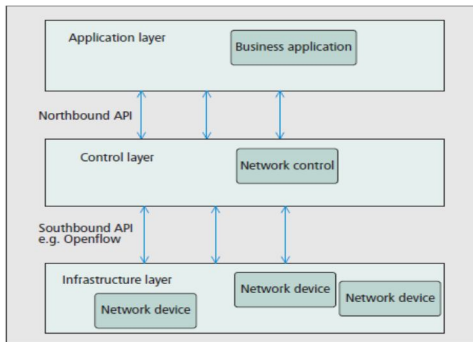 Application layer
Business application
Northbound API
Control layer
Network control
Southbound API
e.g. Openflow
Infrastructure layer
Network device
Network device
Network device